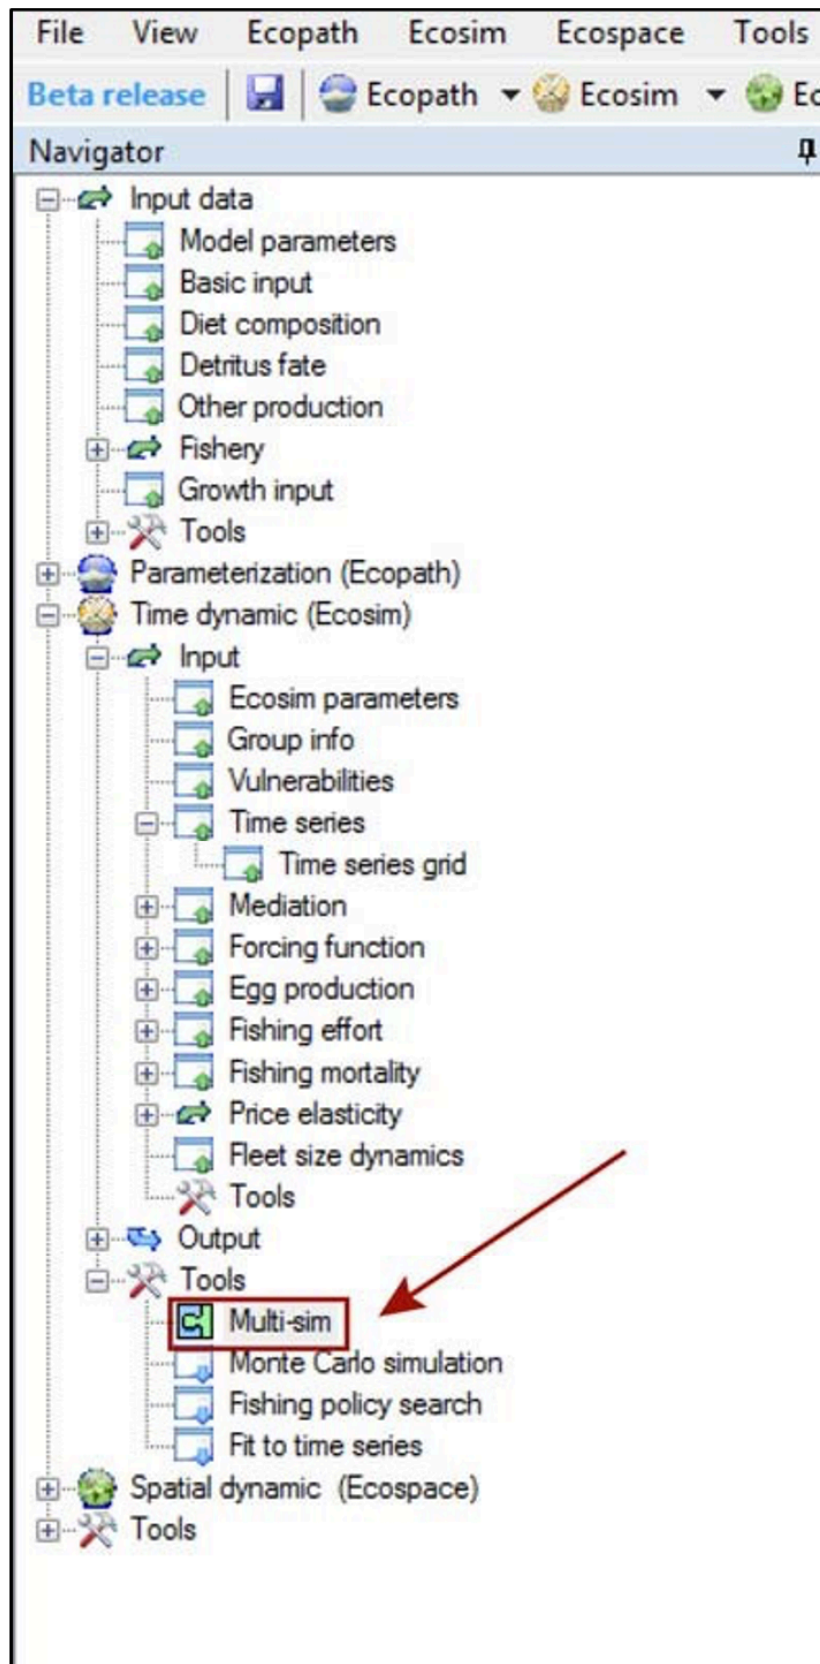 File View Ecopath Ecosim Ecospace Tools
Beta release Ecopath Ecosim Ec
Navigator
Input data
Model parameters
Basic input
Diet composition
Detritus fate
Other production
Fishery
Growth input
Tools
Parameterization (Ecopath)
Time dynamic (Ecosim)
Input
Ecosim parameters
Group info
Vulnerabilities
Time series
Time series grid
Mediation
Forcing function
Egg production
Fishing effort
Fishing mortality
Price elasticity
Fleet size dynamics
Tools
Output
Tools
Multi-sim
Monte Carlo simulation
Fishing policy search
Fit to time series
Spatial dynamic (Ecospace)
Tools